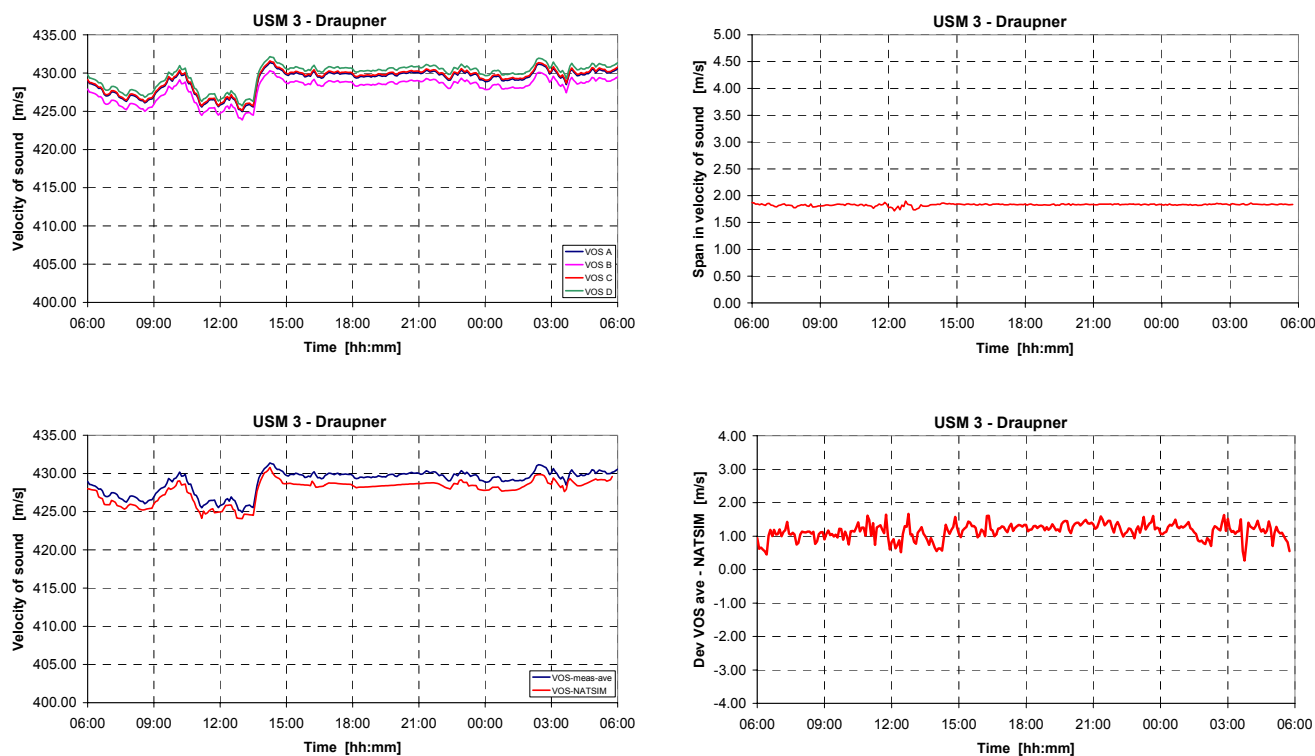 USM 3 - Draupner
Velocity of sound [m/s]
435.00
430.00
425.00
420.00
415.00
410.00
405.00
400.00
VOS A
VOS B
VOS C
VOS D
06:00 09:00 12:00 15:00 18:00 21:00 00:00 03:00 06:00
Time [hh:mm]
USM 3 - Draupner
Span in velocity of sound [m/s]
5.00
4.50
4.00
3.50
3.00
2.50
2.00
1.50
1.00
0.50
0.00
06:00 09:00 12:00 15:00 18:00 21:00 00:00 03:00 06:00
Time [hh:mm]
USM 3 - Draupner
Velocity of sound [m/s]
435.00
430.00
425.00
420.00
415.00
410.00
405.00
400.00
VOS-meas-ave
VOS-NATSIM
06:00 09:00 12:00 15:00 18:00 21:00 00:00 03:00 06:00
Time [hh:mm]
USM 3 - Draupner
Dev VOS ave - NATSIM [m/s]
4.00
3.00
2.00
1.00
0.00
-1.00
-2.00
-3.00
-4.00
06:00 09:00 12:00 15:00 18:00 21:00 00:00 03:00 06:00
Time [hh:mm]